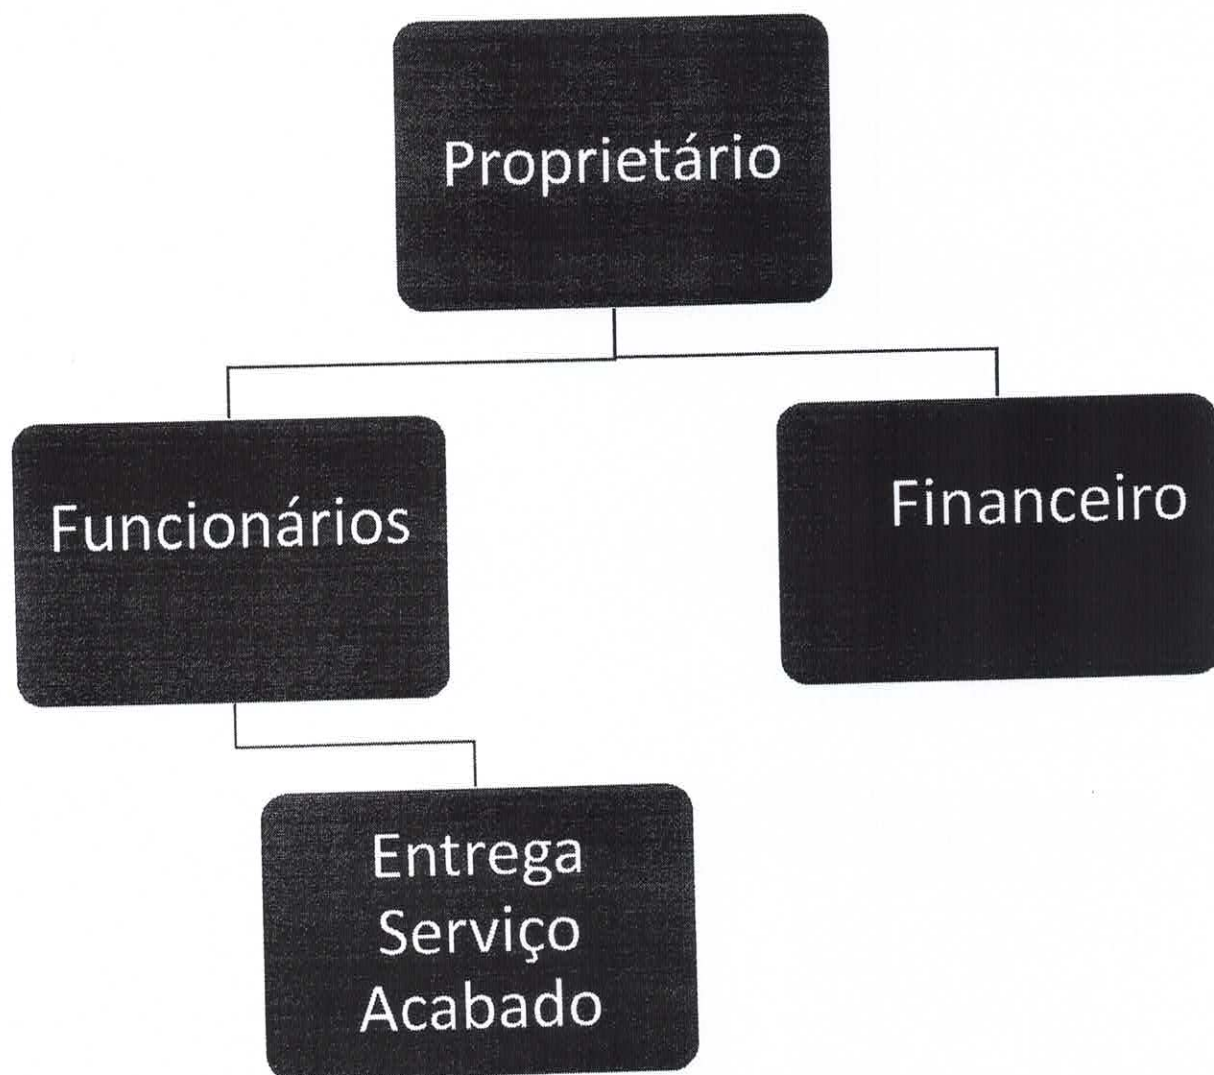 Proprietário
Funcionários
Financeiro
Entrega
Serviço
Acabado